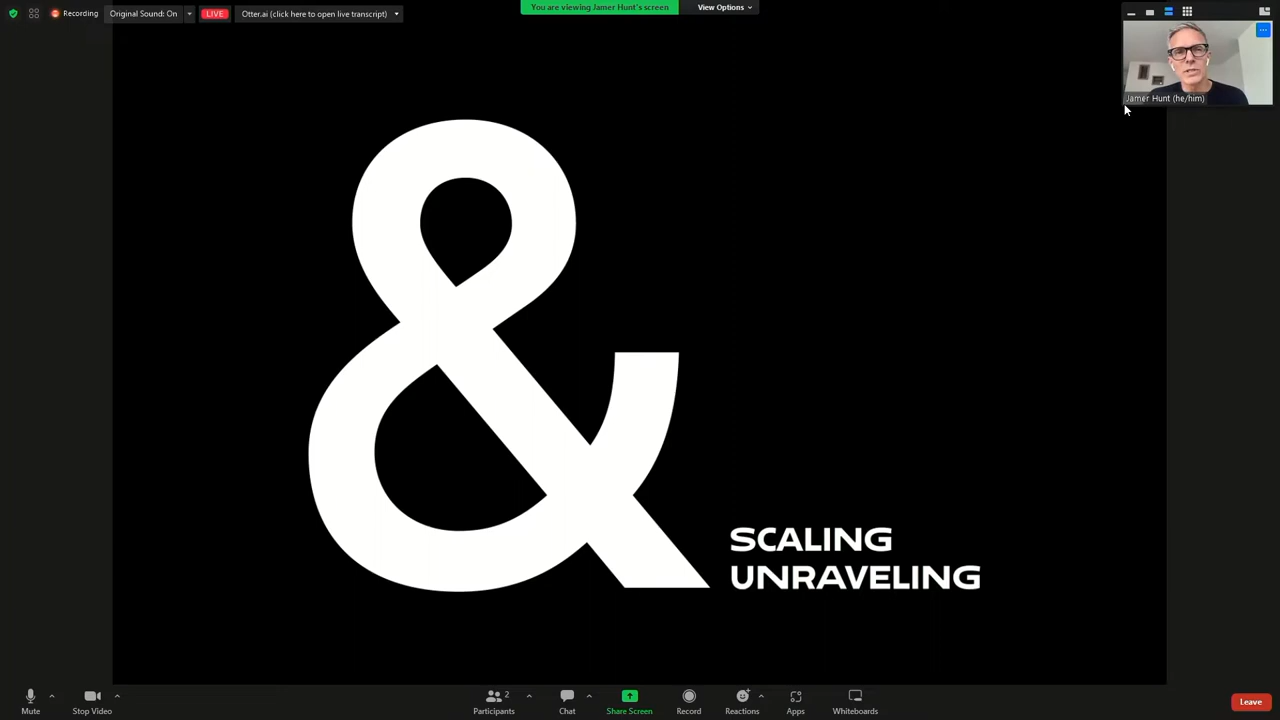 Recording
Original Sound: On
LIVE
Otter.ai (click here to open live transcript)
You are viewing Jamer Hunt's screen
View Options
Jamer Hunt (he/him)
&
SCALING
UNRAVELING
Mute
Stop Video
Participants
2
Chat
Share Screen
Record
Reactions
Apps
Whiteboards
Leave